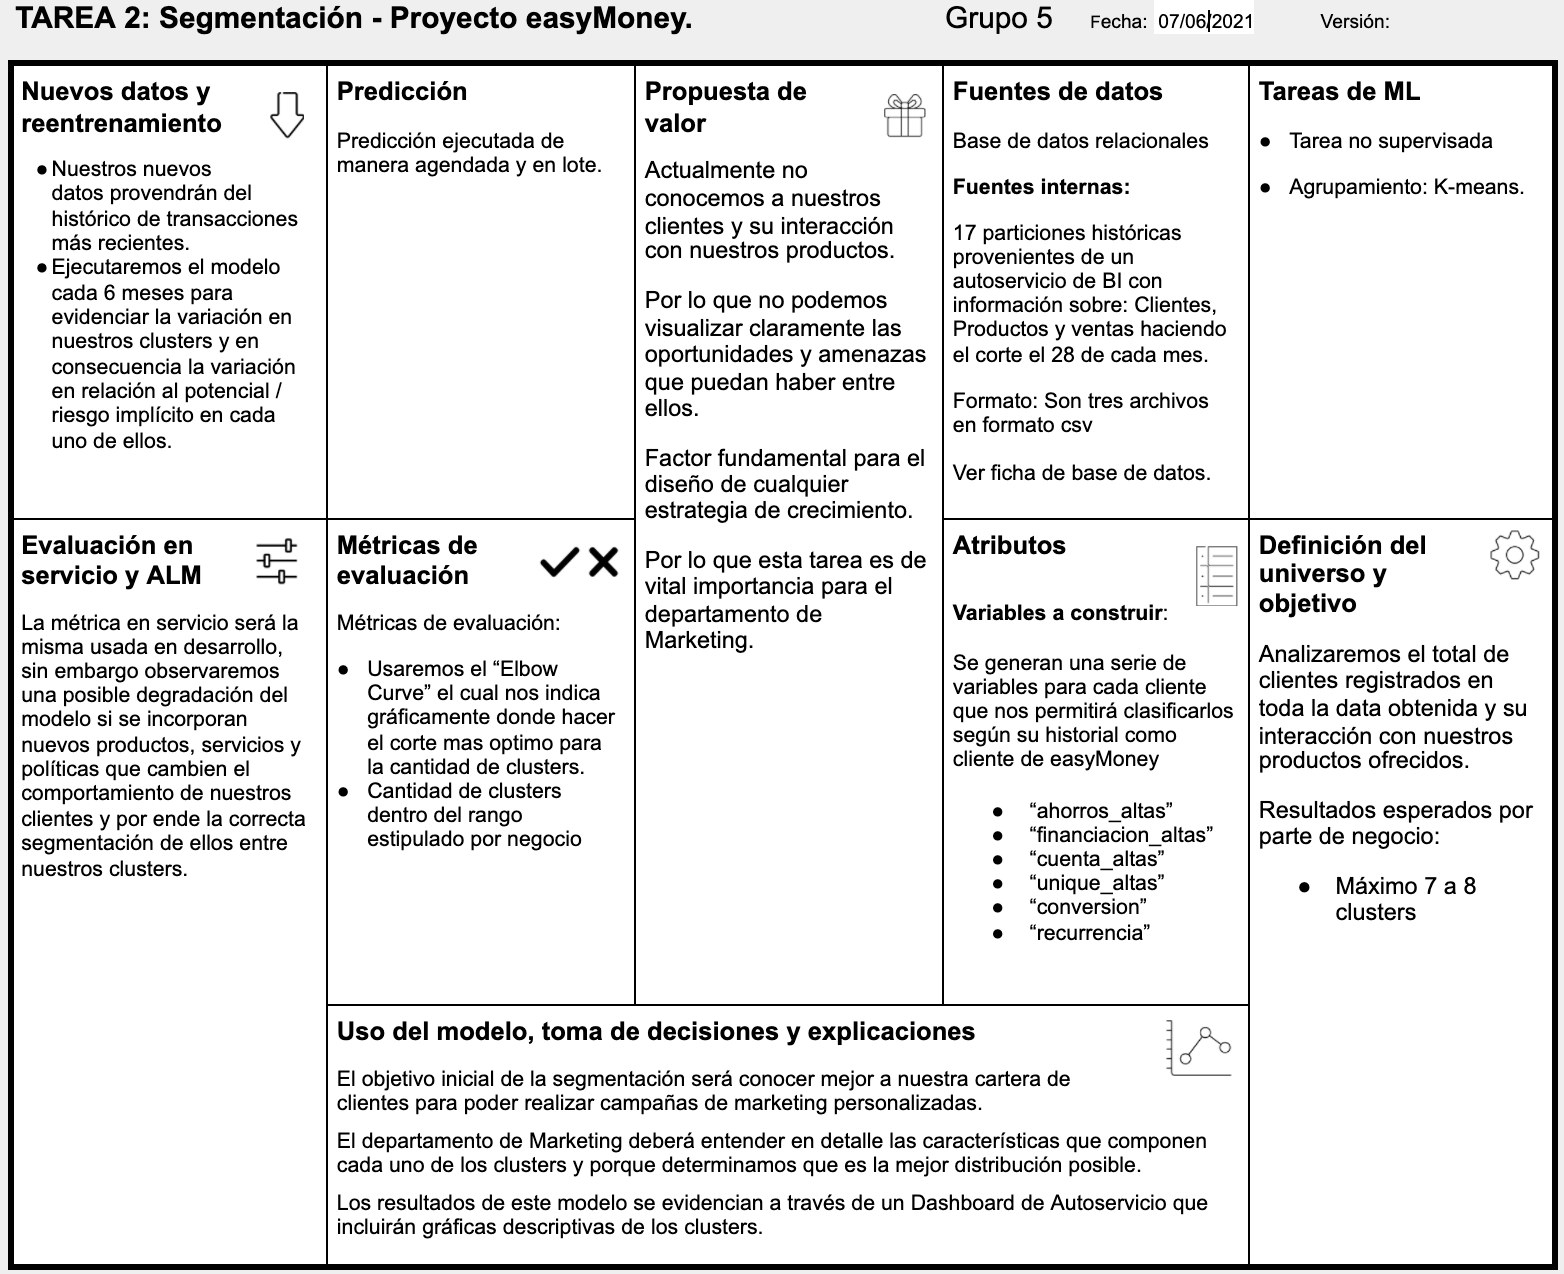 TAREA 2: Segmentación - Proyecto easyMoney.
Grupo 5
Fecha: 07/06/2021
Versión:
Nuevos datos y
reentrenamiento
● Nuestros nuevos
datos provendrán del
histórico de transacciones
más recientes.
● Ejecutaremos el modelo
cada 6 meses para
evidenciar la variación en
nuestros clusters y en
consecuencia la variación
en relación al potencial /
riesgo implícito en cada
uno de ellos.
Predicción
Predicción ejecutada de
manera agendada y en lote.
Propuesta de
valor
Actualmente no
conocemos a nuestros
clientes y su interacción
con nuestros productos.
Por lo que no podemos
visualizar claramente las
oportunidades y amenazas
que puedan haber entre
ellos.
Factor fundamental para el
diseño de cualquier
estrategia de crecimiento.
Por lo que esta tarea es de
vital importancia para el
departamento de
Marketing.
Fuentes de datos
Base de datos relacionales
Fuentes internas:
17 particiones históricas
provenientes de un
autoservicio de BI con
información sobre: Clientes,
Productos y ventas haciendo
el corte el 28 de cada mes.
Formato: Son tres archivos
en formato csv
Ver ficha de base de datos.
Tareas de ML
● Tarea no supervisada
● Agrupamiento: K-means.
Evaluación en
servicio y ALM
La métrica en servicio será la
misma usada en desarrollo,
sin embargo observaremos
una posible degradación del
modelo si se incorporan
nuevos productos, servicios y
políticas que cambien el
comportamiento de nuestros
clientes y por ende la correcta
segmentación de ellos entre
nuestros clusters.
Métricas de
evaluación
Métricas de evaluación:
● Usaremos el “Elbow
Curve” el cual nos indica
gráficamente donde hacer
el corte mas optimo para
la cantidad de clusters.
● Cantidad de clusters
dentro del rango
estipulado por negocio
Atributos
Variables a construir:
Se generan una serie de
variables para cada cliente
que nos permitirá clasificarlos
según su historial como
cliente de easyMoney
● “ahorros_altas”
● “financiacion_altas”
● “cuenta_altas”
● “unique_altas”
● “conversion”
● “recurrencia”
Definición del
universo y
objetivo
Analizaremos el total de
clientes registrados en
toda la data obtenida y su
interacción con nuestros
productos ofrecidos.
Resultados esperados por
parte de negocio:
● Máximo 7 a 8
clusters
Uso del modelo, toma de decisiones y explicaciones
El objetivo inicial de la segmentación será conocer mejor a nuestra cartera de
clientes para poder realizar campañas de marketing personalizadas.
El departamento de Marketing deberá entender en detalle las características que componen
cada uno de los clusters y porque determinamos que es la mejor distribución posible.
Los resultados de este modelo se evidencian a través de un Dashboard de Autoservicio que
incluirán gráficas descriptivas de los clusters.